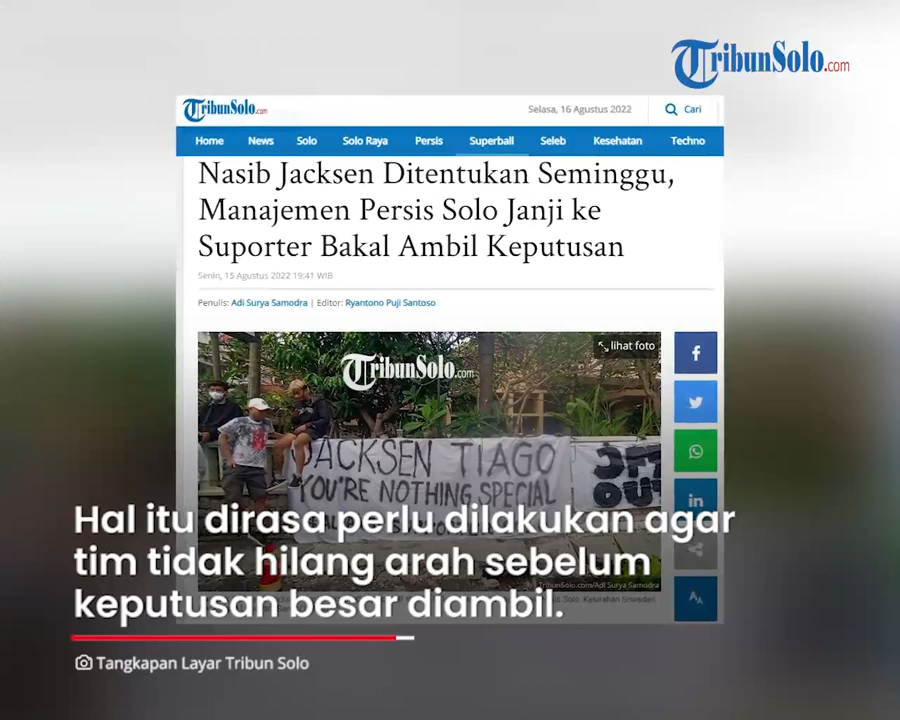 TribunSolo.com
TribunSolo.com
Selasa, 16 Agustus 2022
Cari
Home News Solo Solo Raya Persis Superball Seleb Kesehatan Techno
Nasib Jacksen Ditentukan Seminggu,
Manajemen Persis Solo Janji ke
Suporter Bakal Ambil Keputusan
Senin, 15 Agustus 2022 19:41 WIB
Penulis: Adi Surya Samodra | Editor: Ryantono Puji Santoso
lihat foto
TribunSolo.com
JACKSEN TIAGO
YOU'RE NOTHING SPECIAL
OUT
TribunSolo.com/Adi Surya Samodra
Hal itu dirasa perlu dilakukan agar
tim tidak hilang arah sebelum
keputusan besar diambil.
Tangkapan Layar Tribun Solo